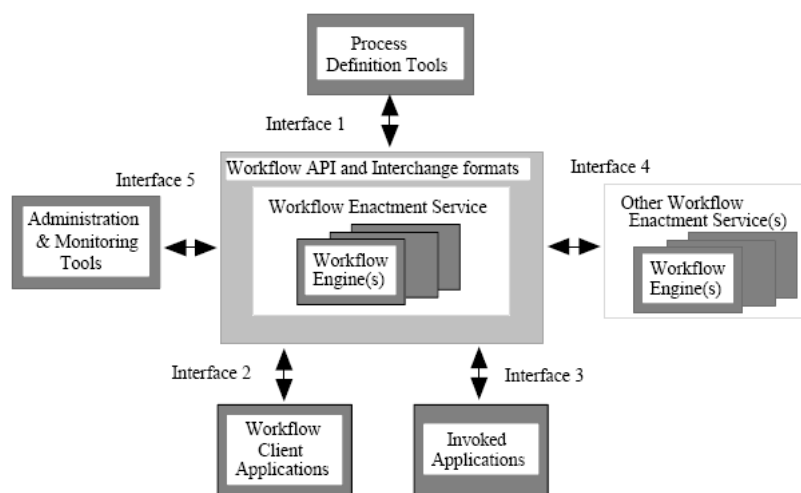 Process
Definition Tools
Interface 1
Workflow API and Interchange formats
Interface 4
Interface 5
Workflow Enactment Service
Other Workflow
Enactment Service(s)
Administration
& Monitoring
Tools
Workflow
Engine(s)
Workflow
Engine(s)
Interface 2
Interface 3
Workflow
Client
Applications
Invoked
Applications